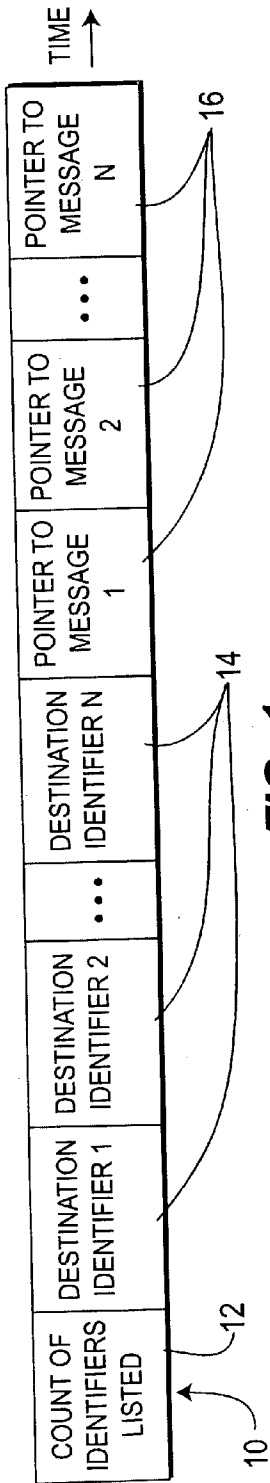 TIME
COUNT OF
IDENTIFIERS
LISTED
DESTINATION
IDENTIFIER 1
DESTINATION
IDENTIFIER 2
...
DESTINATION
IDENTIFIER N
POINTER TO
MESSAGE
1
POINTER TO
MESSAGE
2
...
POINTER TO
MESSAGE
N
10
12
14
16